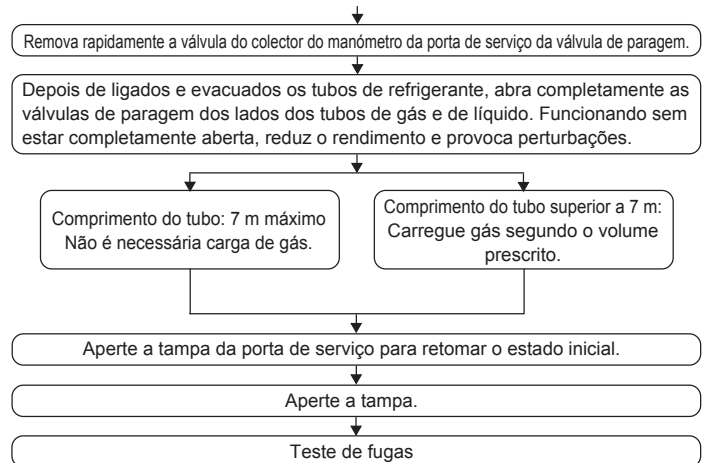 Remova rapidamente a válvula do colector do manómetro da porta de serviço da válvula de paragem.
Depois de ligados e evacuados os tubos de refrigerante, abra completamente as
válvulas de paragem dos lados dos tubos de gás e de líquido. Funcionando sem
estar completamente aberta, reduz o rendimento e provoca perturbações.
Comprimento do tubo: 7 m máximo
Não é necessária carga de gás.
Comprimento do tubo superior a 7 m:
Carregue gás segundo o volume
prescrito.
Aperte a tampa da porta de serviço para retomar o estado inicial.
Aperte a tampa.
Teste de fugas